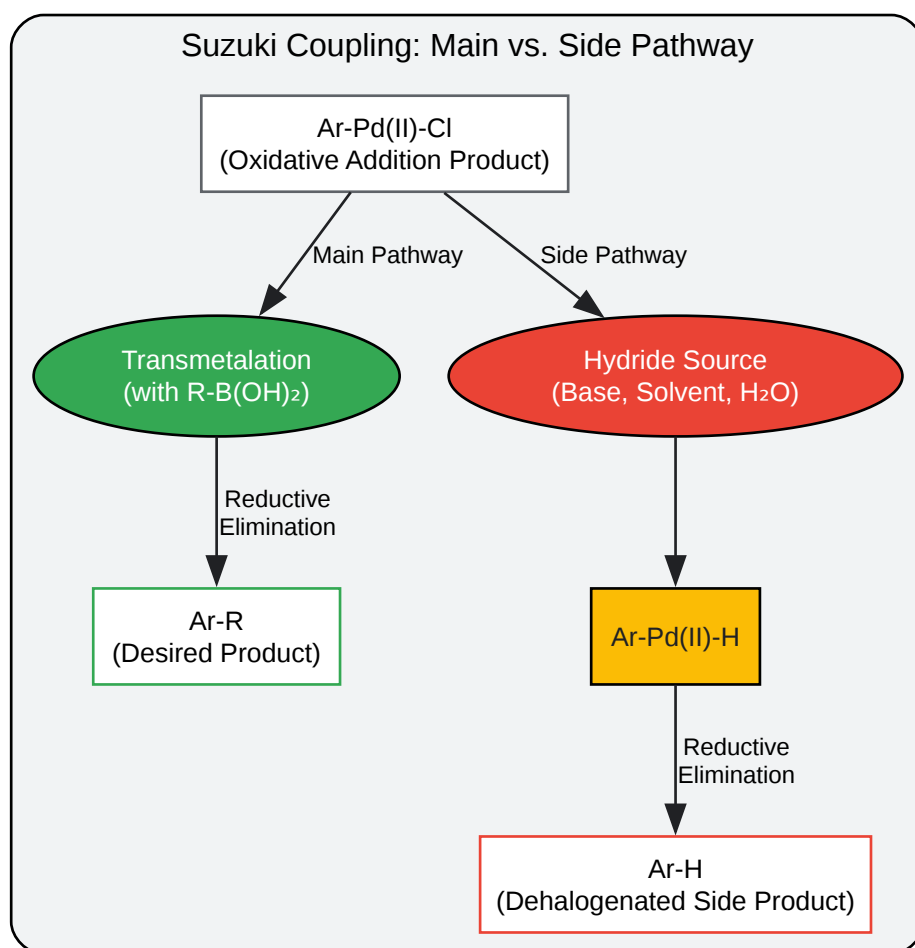 Suzuki Coupling: Main vs. Side Pathway
Ar-Pd(II)-Cl
(Oxidative Addition Product)
Main Pathway
Side Pathway
Transmetalation
(with R-B(OH)₂)
Hydride Source
(Base, Solvent, H₂O)
Reductive
Elimination
Ar-R
(Desired Product)
Ar-Pd(II)-H
Reductive
Elimination
Ar-H
(Dehalogenated Side Product)